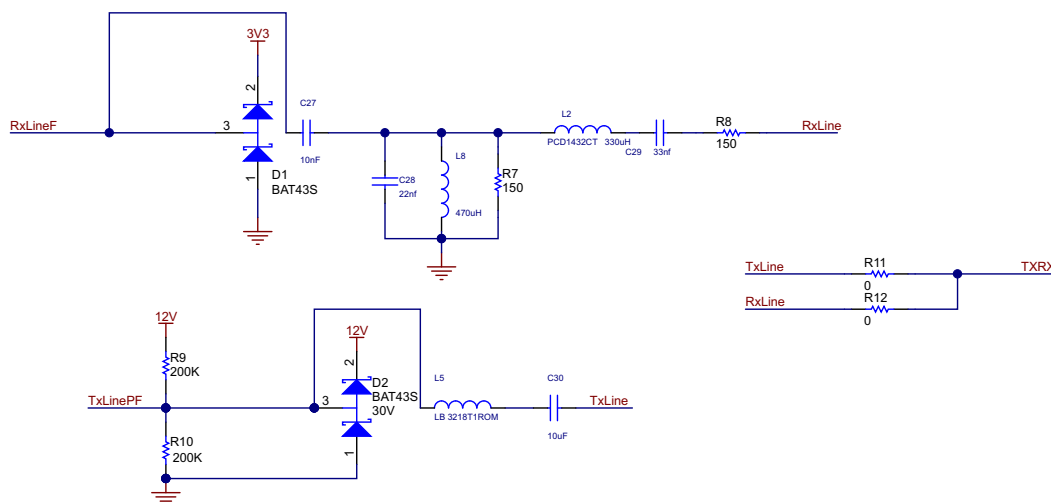 3V3
2
C27
L2
RxLineF
3
R8
RxLine
PCD1432CT 330uH
C29
33nf
150
10nF
L8
1
D1
BAT43S
C28
22nf
R7
150
470uH
TxLine
R11
TXRX
0
RxLine
R12
0
12V
12V
R9
200K
2
D2
BAT43S
30V
L5
C30
TxLinePF
3
LB 3218T1ROM
TxLine
10uF
R10
200K
1